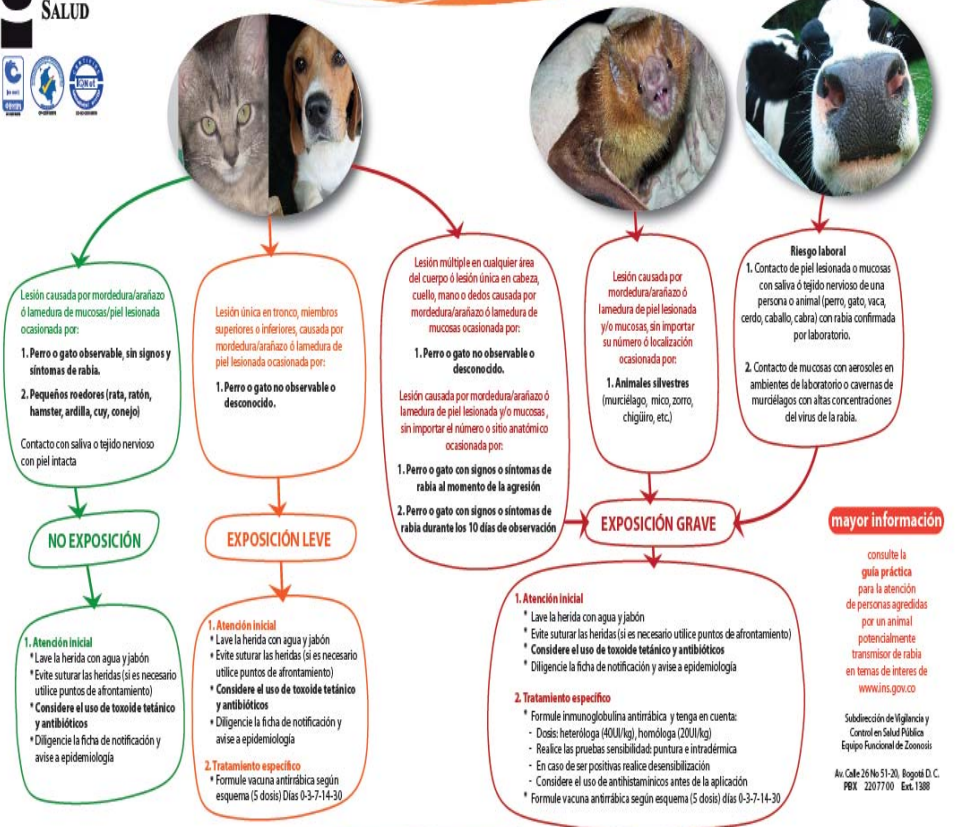 SALUD
IQNet
Lesión causada por mordedura/arañazo
ó lamedura de mucosas/piel lesionada
ocasionada por:
1. Perro o gato observable, sin signos y
síntomas de rabia.
2. Pequeños roedores (rata, ratón,
hamster, ardilla, cuy, conejo)
Contacto con saliva o tejido nervioso
con piel intacta
NO EXPOSICIÓN
1. Atención inicial
* Lave la herida con agua y jabón
* Evite suturar las heridas (si es necesario
utilice puntos de afrontamiento)
* Considere el uso de toxoide tetánico
y antibióticos
* Diligencie la ficha de notificación y
avise a epidemiología
Lesión única en tronco, miembros
superiores o inferiores, causada por
mordedura/arañazo ó lamedura de
piel lesionada ocasionada por:
1. Perro o gato no observable o
desconocido.
EXPOSICIÓN LEVE
1. Atención inicial
* Lave la herida con agua y jabón
* Evite suturar las heridas (si es necesario
utilice puntos de afrontamiento)
* Considere el uso de toxoide tetánico
y antibióticos
* Diligencie la ficha de notificación y
avise a epidemiología
2. Tratamiento específico
* Formule vacuna antirrábica según
esquema (5 dosis) Días 0-3-7-14-30
Lesión múltiple en cualquier área
del cuerpo ó lesión única en cabeza,
cuello, mano o dedos causada por
mordedura/arañazo ó lamedura de
mucosas ocasionada por:
1. Perro o gato no observable o
desconocido.
Lesión causada por mordedura/arañazo ó
lamedura de piel lesionada y/o mucosas ,
sin importar el número o sitio anatómico
ocasionada por:
1. Perro o gato con signos o síntomas de
rabia al momento de la agresión
2. Perro o gato con signos o síntomas de
rabia durante los 10 días de observación
Lesión causada por
mordedura/arañazo ó
lamedura de piel lesionada
y/o mucosas, sin importar
su número ó localización
ocasionada por:
1. Animales silvestres
(murciélago, mico, zorro,
chigüiro, etc.)
Riesgo laboral
1. Contacto de piel lesionada o mucosas
con saliva ó tejido nervioso de una
persona o animal (perro, gato, vaca,
cerdo, caballo, cabra) con rabia confirmada
por laboratorio.
2. Contacto de mucosas con aerosoles en
ambientes de laboratorio o cavernas de
murciélagos con altas concentraciones
del virus de la rabia.
EXPOSICIÓN GRAVE
1. Atención inicial
* Lave la herida con agua y jabón
* Evite suturar las heridas (si es necesario utilice puntos de afrontamiento)
* Considere el uso de toxoide tetánico y antibióticos
* Diligencie la ficha de notificación y avise a epidemiología
2. Tratamiento específico
* Formule inmunoglobulina antirrábica y tenga en cuenta:
- Dosis: heteróloga (40UI/kg), homóloga (20UI/kg)
- Realice las pruebas sensibilidad: puntura e intradérmica
- En caso de ser positivas realice desensibilización
- Considere el uso de antihistamínicos antes de la aplicación
* Formule vacuna antirrábica según esquema (5 dosis) días 0-3-7-14-30
mayor información
consulte la
guía práctica
para la atención
de personas agredidas
por un animal
potencialmente
transmisor de rabia
en temas de interes de
www.ins.gov.co
Subdirección de Vigilancia y
Control en Salud Pública
Equipo Funcional de Zoonosis
Av. Calle 26 No 51-20, Bogotá D. C.
PBX 2207700 Ext. 1388